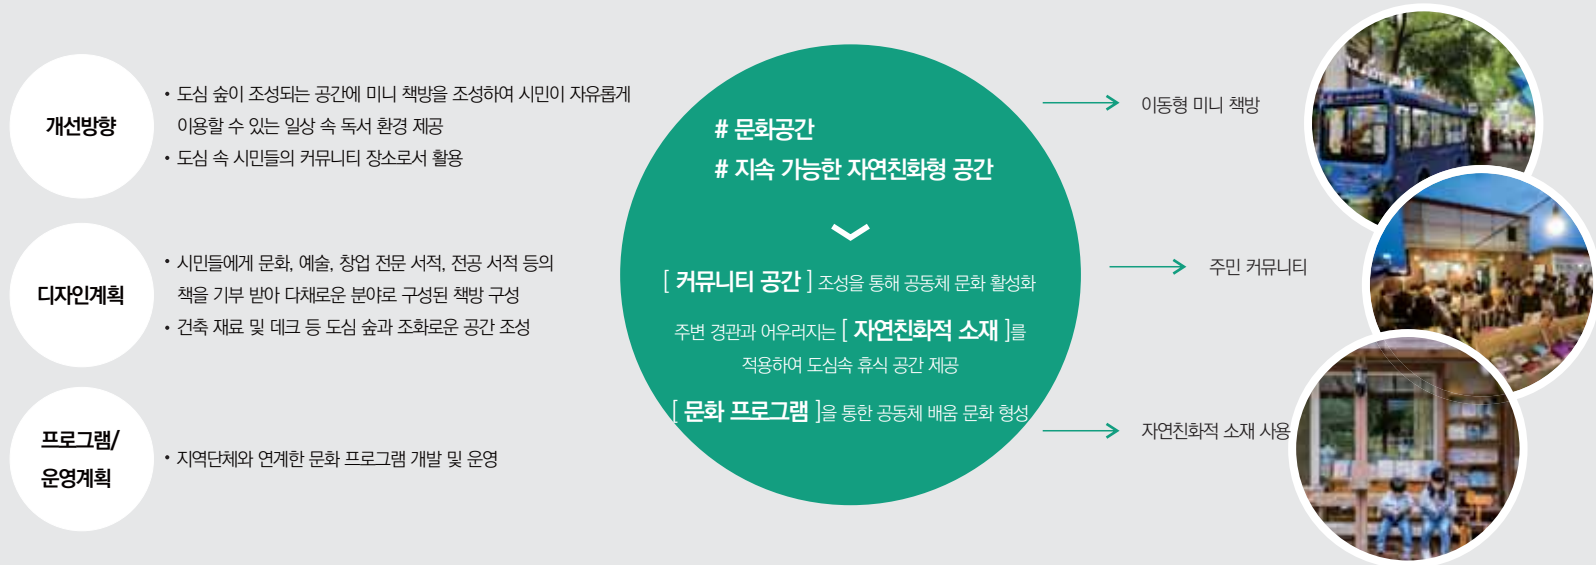 개선방향
• 도심 숲이 조성되는 공간에 미니 책방을 조성하여 시민이 자유롭게
이용할 수 있는 일상 속 독서 환경 제공
• 도심 속 시민들의 커뮤니티 장소로서 활용
디자인계획
• 시민들에게 문화, 예술, 창업 전문 서적, 전공 서적 등의
책을 기부 받아 다채로운 분야로 구성된 책방 구성
• 건축 재료 및 데크 등 도심 숲과 조화로운 공간 조성
프로그램/
운영계획
• 지역단체와 연계한 문화 프로그램 개발 및 운영
# 문화공간
# 지속 가능한 자연친화형 공간
[ 커뮤니티 공간 ] 조성을 통해 공동체 문화 활성화
주변 경관과 어우러지는 [ 자연친화적 소재 ]를
적용하여 도심속 휴식 공간 제공
[ 문화 프로그램 ]을 통한 공동체 배움 문화 형성
이동형 미니 책방
주민 커뮤니티
자연친화적 소재 사용